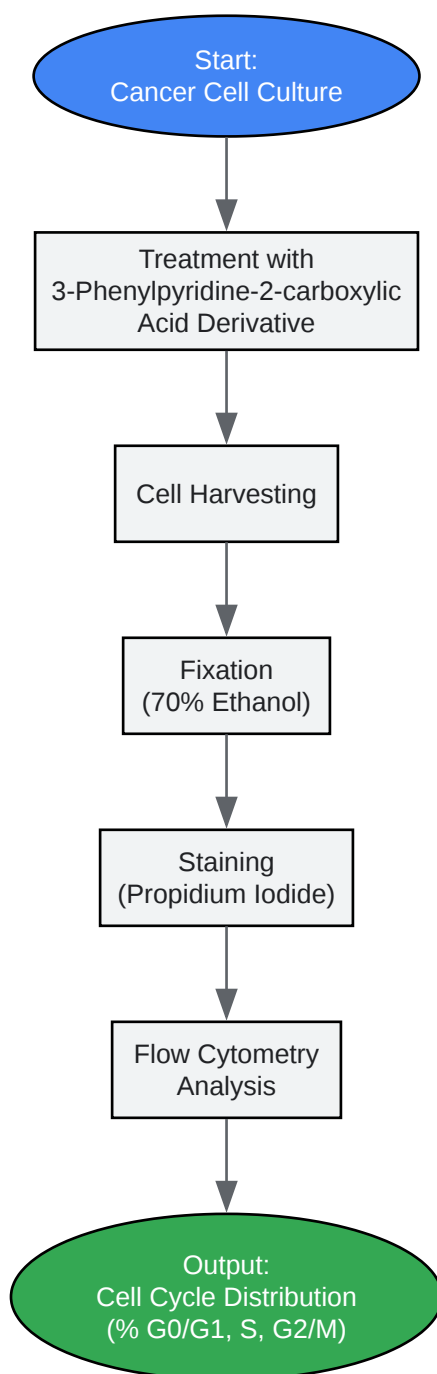 Start:
Cancer Cell Culture
Treatment with
3-Phenylpyridine-2-carboxylic
Acid Derivative
Cell Harvesting
Fixation
(70% Ethanol)
Staining
(Propidium Iodide)
Flow Cytometry
Analysis
Output:
Cell Cycle Distribution
(% G0/G1, S, G2/M)